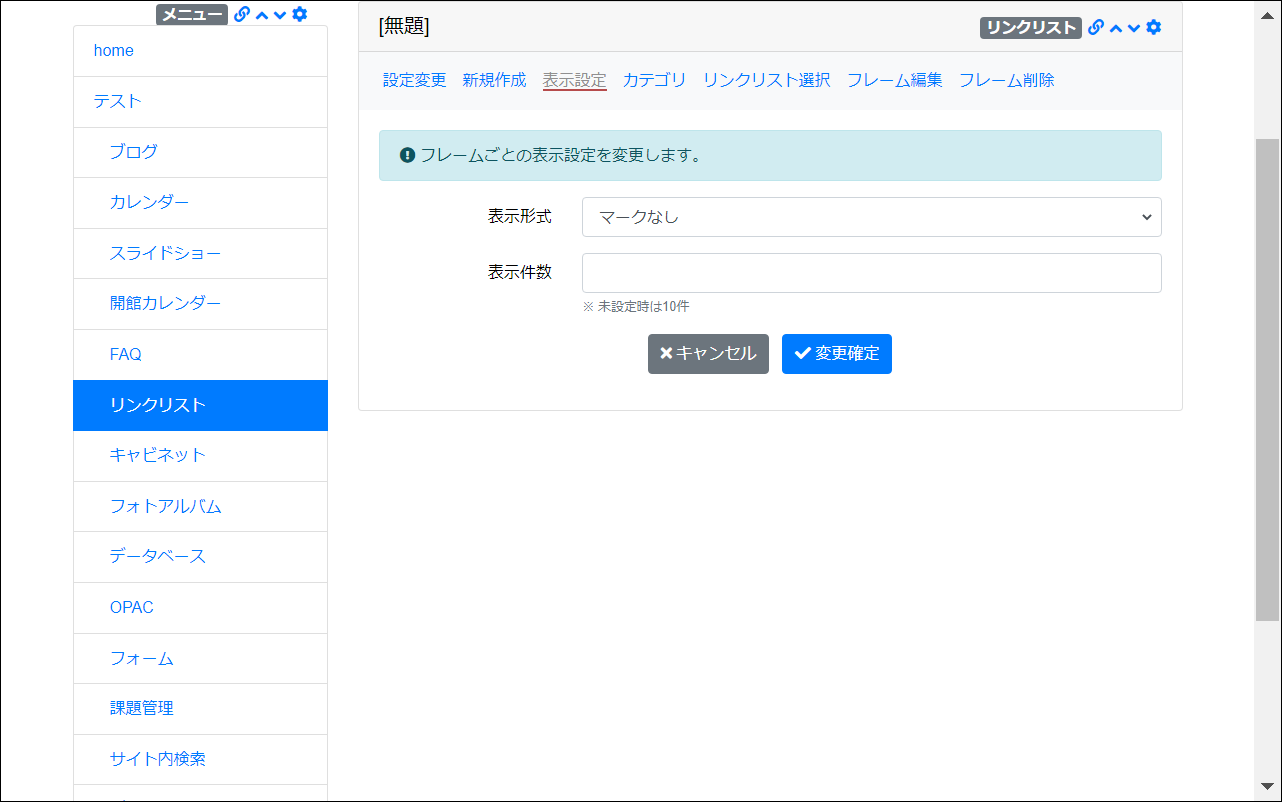 メニュー
home
テスト
ブログ
カレンダー
スライドショー
開館カレンダー
FAQ
リンクリスト
キャビネット
フォトアルバム
データベース
OPAC
フォーム
課題管理
サイト内検索
[無題]
リンクリスト
設定変更 新規作成 表示設定 カテゴリ リンクリスト選択 フレーム編集 フレーム削除
フレームごとの表示設定を変更します。
表示形式 マークなし
表示件数
※ 未設定時は10件
キャンセル 変更確定